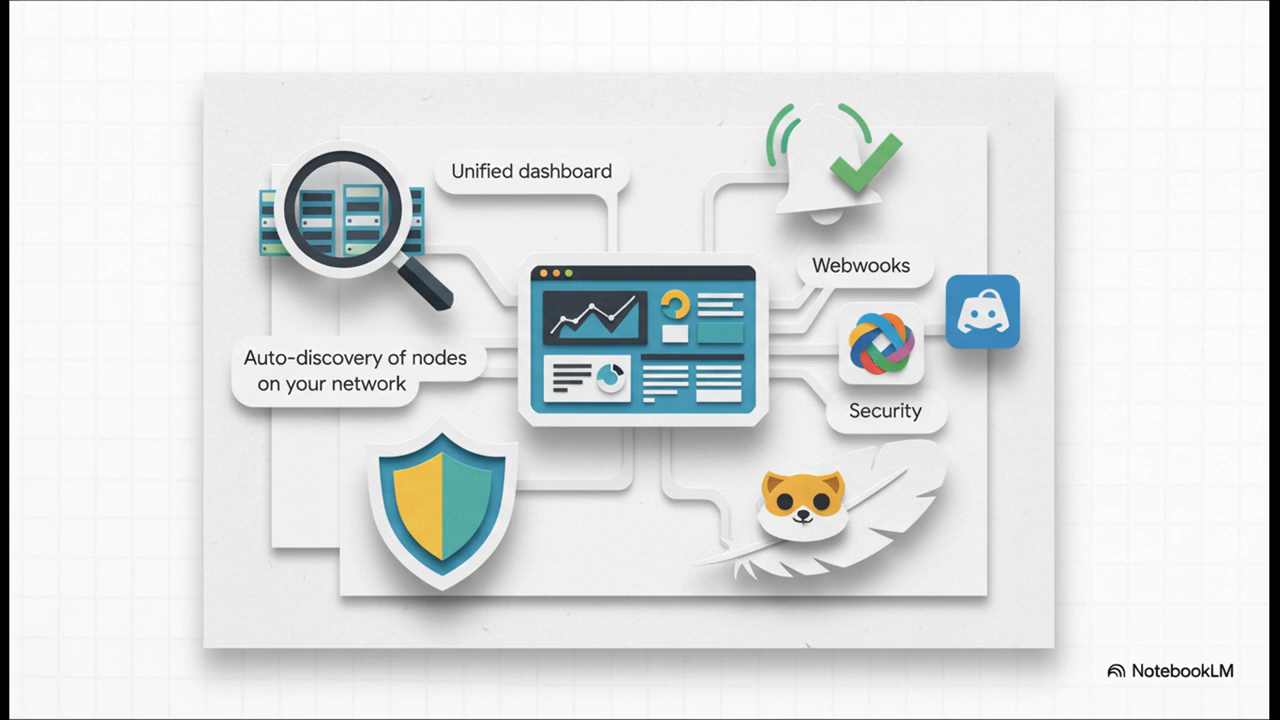 Unified dashboard
Webwooks
Auto-discovery of nodes
on your network
Security
NotebookLM